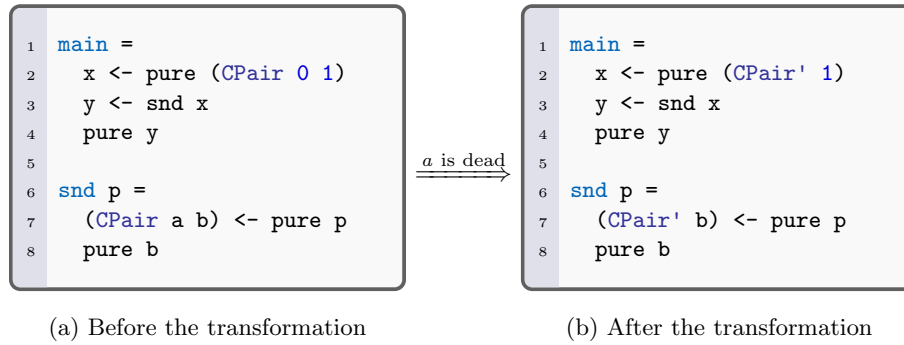 1 main =
2 x <- pure (CPair 0 1)
3 y <- snd x
4 pure y
5
6 snd p =
7 (CPair a b) <- pure p
8 pure b
a is dead
1 main =
2 x <- pure (CPair' 1)
3 y <- snd x
4 pure y
5
6 snd p =
7 (CPair' b) <- pure p
8 pure b
(a) Before the transformation
(b) After the transformation